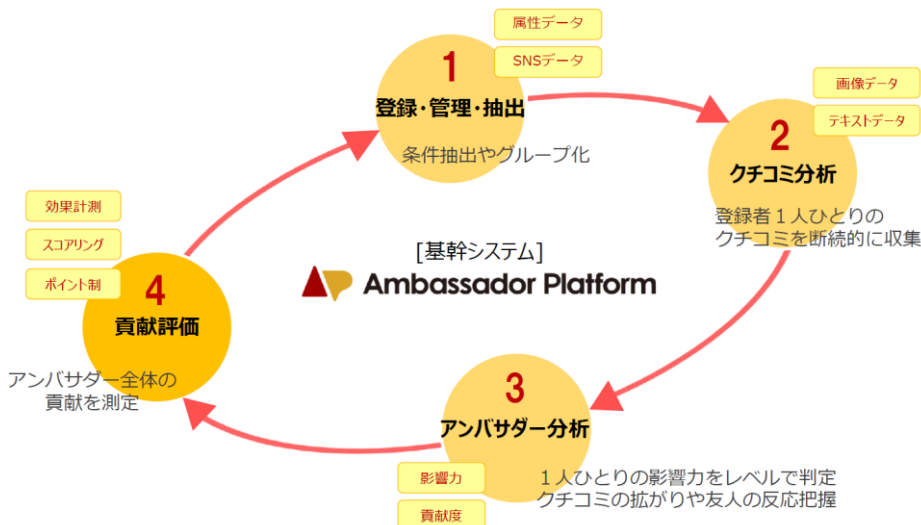 属性データ
SNSデータ
1
登録・管理・抽出
条件抽出やグループ化
画像データ
テキストデータ
2
クチコミ分析
登録者１人ひとりの
クチコミを断続的に収集
効果計測
スコアリング
ポイント制
4
貢献評価
アンバサダー全体の
貢献を測定
[基幹システム]
Ambassador Platform
3
アンバサダー分析
影響力
貢献度
１人ひとりの影響力をレベルで判定
クチコミの拡がりや友人の反応把握